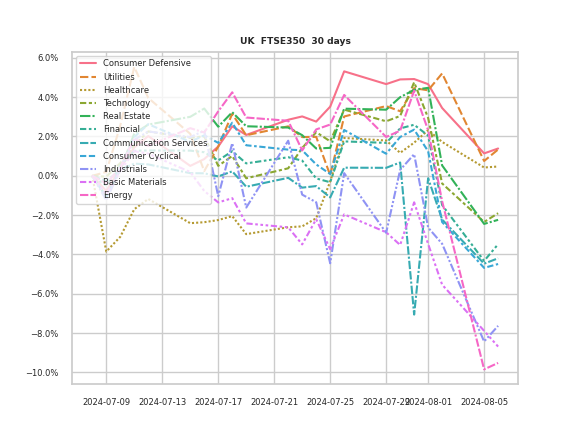 UK FTSE350 30 days
6.0%
4.0%
2.0%
0.0%
−2.0%
−4.0%
−6.0%
−8.0%
−10.0%
Consumer Defensive
Utilities
Healthcare
Technology
Real Estate
Financial
Communication Services
Consumer Cyclical
Industrials
Basic Materials
Energy
2024-07-09 2024-07-13 2024-07-17 2024-07-21 2024-07-25 2024-07-29 2024-08-01 2024-08-05